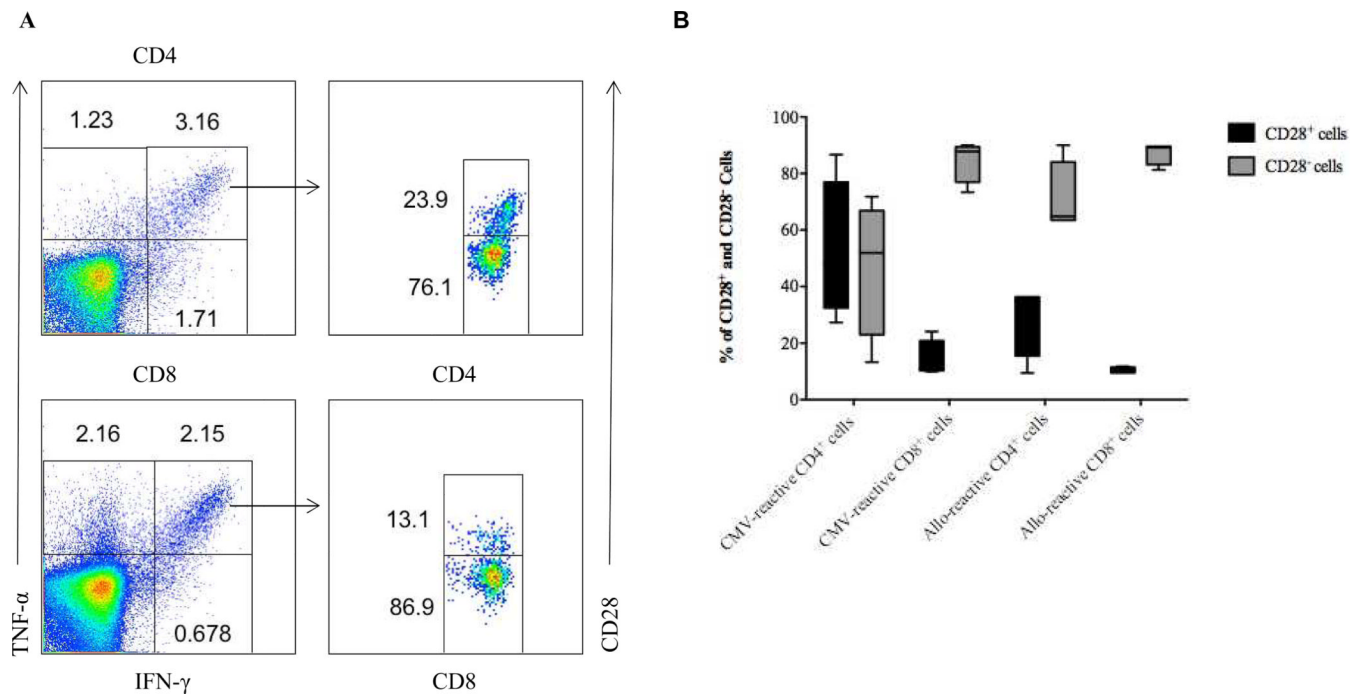 A
CD4
1.23 3.16
1.71
23.9
76.1
CD8
CD4
2.16 2.15
0.678
13.1
86.9
TNF-α
IFN-γ
CD8
CD28
B
% of CD28⁺ and CD28⁻ Cells
100
80
60
40
20
0
CD28⁺ cells
CD28⁻ cells
CMV-reactive CD4⁺ cells
CMV-reactive CD8⁺ cells
Allo-reactive CD4⁺ cells
Allo-reactive CD8⁺ cells